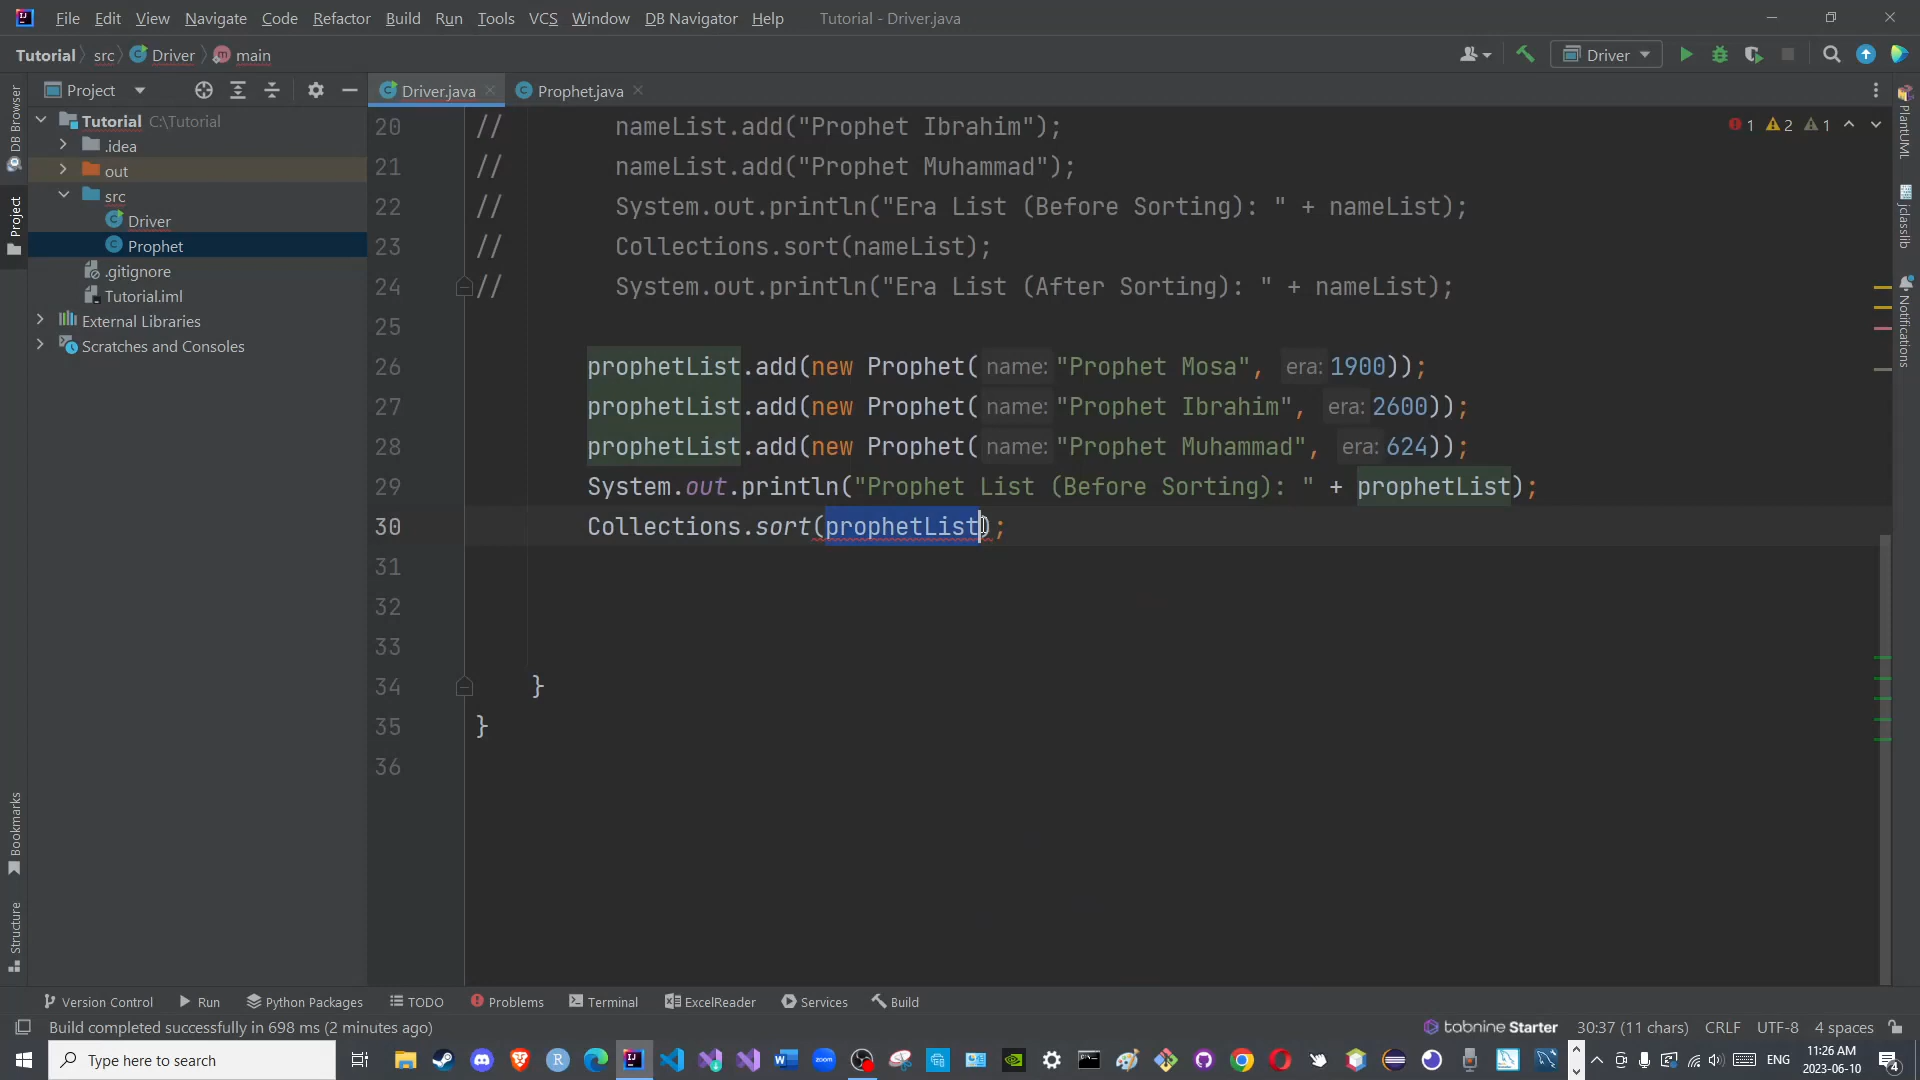 File Edit View Navigate Code Refactor Build Run Tools VCS Window DB Navigator Help Tutorial - Driver.java
Tutorial src Driver main Driver
Project
Driver.java Prophet.java
DB Browser
Project
Bookmarks
Structure
Tutorial C:\Tutorial
.idea
out
src
Driver
Prophet
.gitignore
Tutorial.iml
External Libraries
Scratches and Consoles
1 2 1
20 // nameList.add("Prophet Ibrahim");
21 // nameList.add("Prophet Muhammad");
22 // System.out.println("Era List (Before Sorting): " + nameList);
23 // Collections.sort(nameList);
24 // System.out.println("Era List (After Sorting): " + nameList);
25
26 prophetList.add(new Prophet( name: "Prophet Mosa", era: 1900));
27 prophetList.add(new Prophet( name: "Prophet Ibrahim", era: 2600));
28 prophetList.add(new Prophet( name: "Prophet Muhammad", era: 624));
29 System.out.println("Prophet List (Before Sorting): " + prophetList);
30 Collections.sort(prophetList);
31
32
33
34 }
35 }
36
PlantUML
jclasslib
Notifications
Version Control Run Python Packages TODO Problems Terminal ExcelReader Services Build
Build completed successfully in 698 ms (2 minutes ago) tabnine Starter 30:37 (11 chars) CRLF UTF-8 4 spaces
Type here to search ENG 11:26 AM
2023-06-10 4